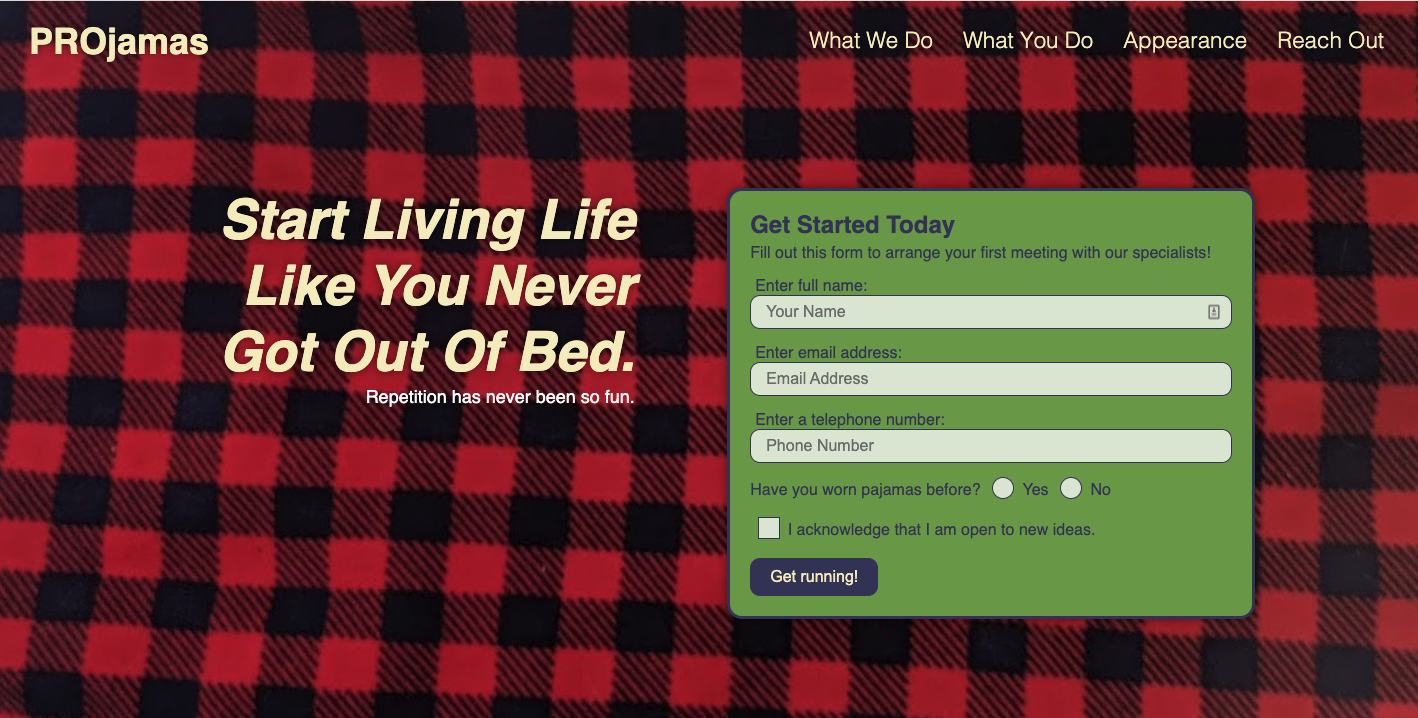 PROjamas
What We Do
What You Do
Appearance
Reach Out
Start Living Life
Like You Never
Got Out Of Bed.
Repetition has never been so fun.
Get Started Today
Fill out this form to arrange your first meeting with our specialists!
Enter full name:
Your Name
Enter email address:
Email Address
Enter a telephone number:
Phone Number
Have you worn pajamas before? Yes No
I acknowledge that I am open to new ideas.
Get running!